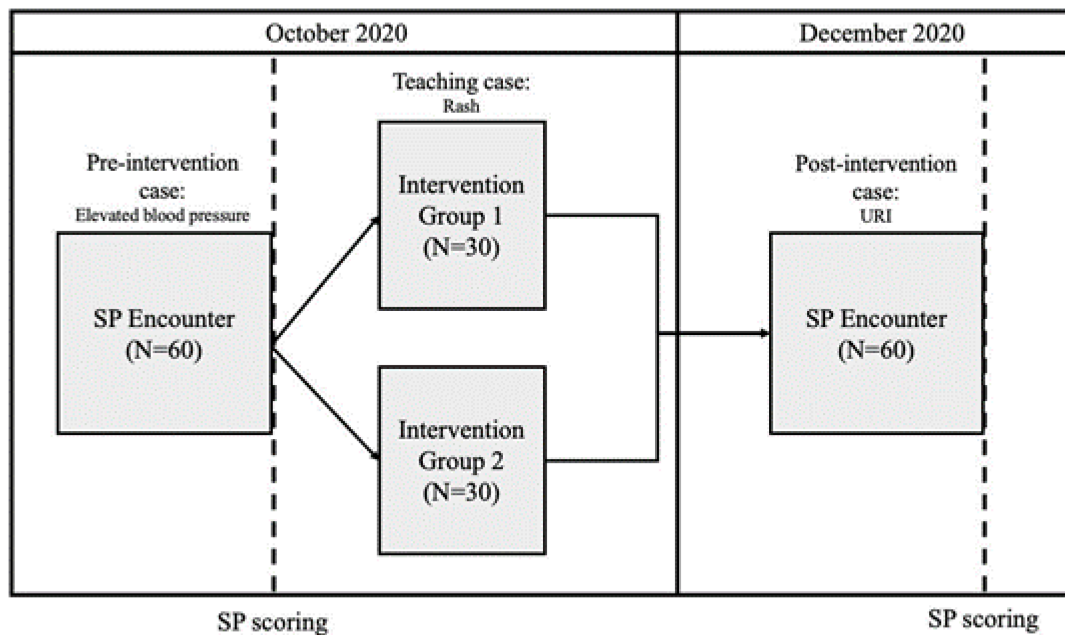 October 2020
December 2020
Pre-intervention
case:
Elevated blood pressure
SP Encounter
(N=60)
Teaching case:
Rash
Intervention
Group 1
(N=30)
Intervention
Group 2
(N=30)
Post-intervention
case:
URI
SP Encounter
(N=60)
SP scoring
SP scoring